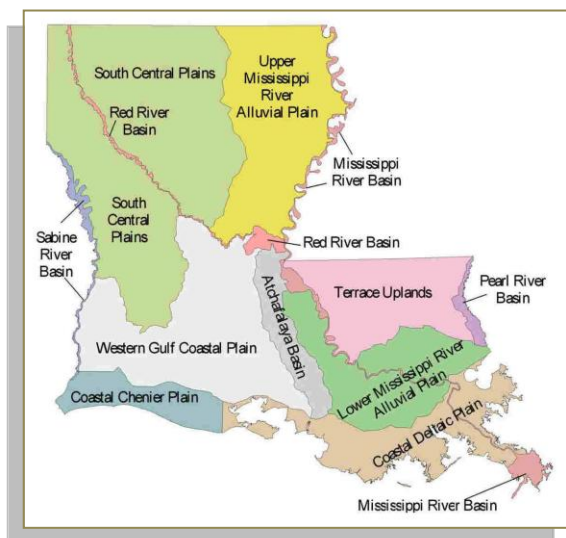 South Central Plains
Upper
Mississippi
River
Alluvial Plain
Red River
Basin
Mississippi
River Basin
South
Central
Plains
Sabine
River
Basin
Red River Basin
Atchafalaya Basin
Terrace Uplands
Pearl River
Basin
Western Gulf Coastal Plain
Lower Mississippi River
Alluvial Plain
Coastal Chenier Plain
Coastal Deltaic Plain
Mississippi River Basin